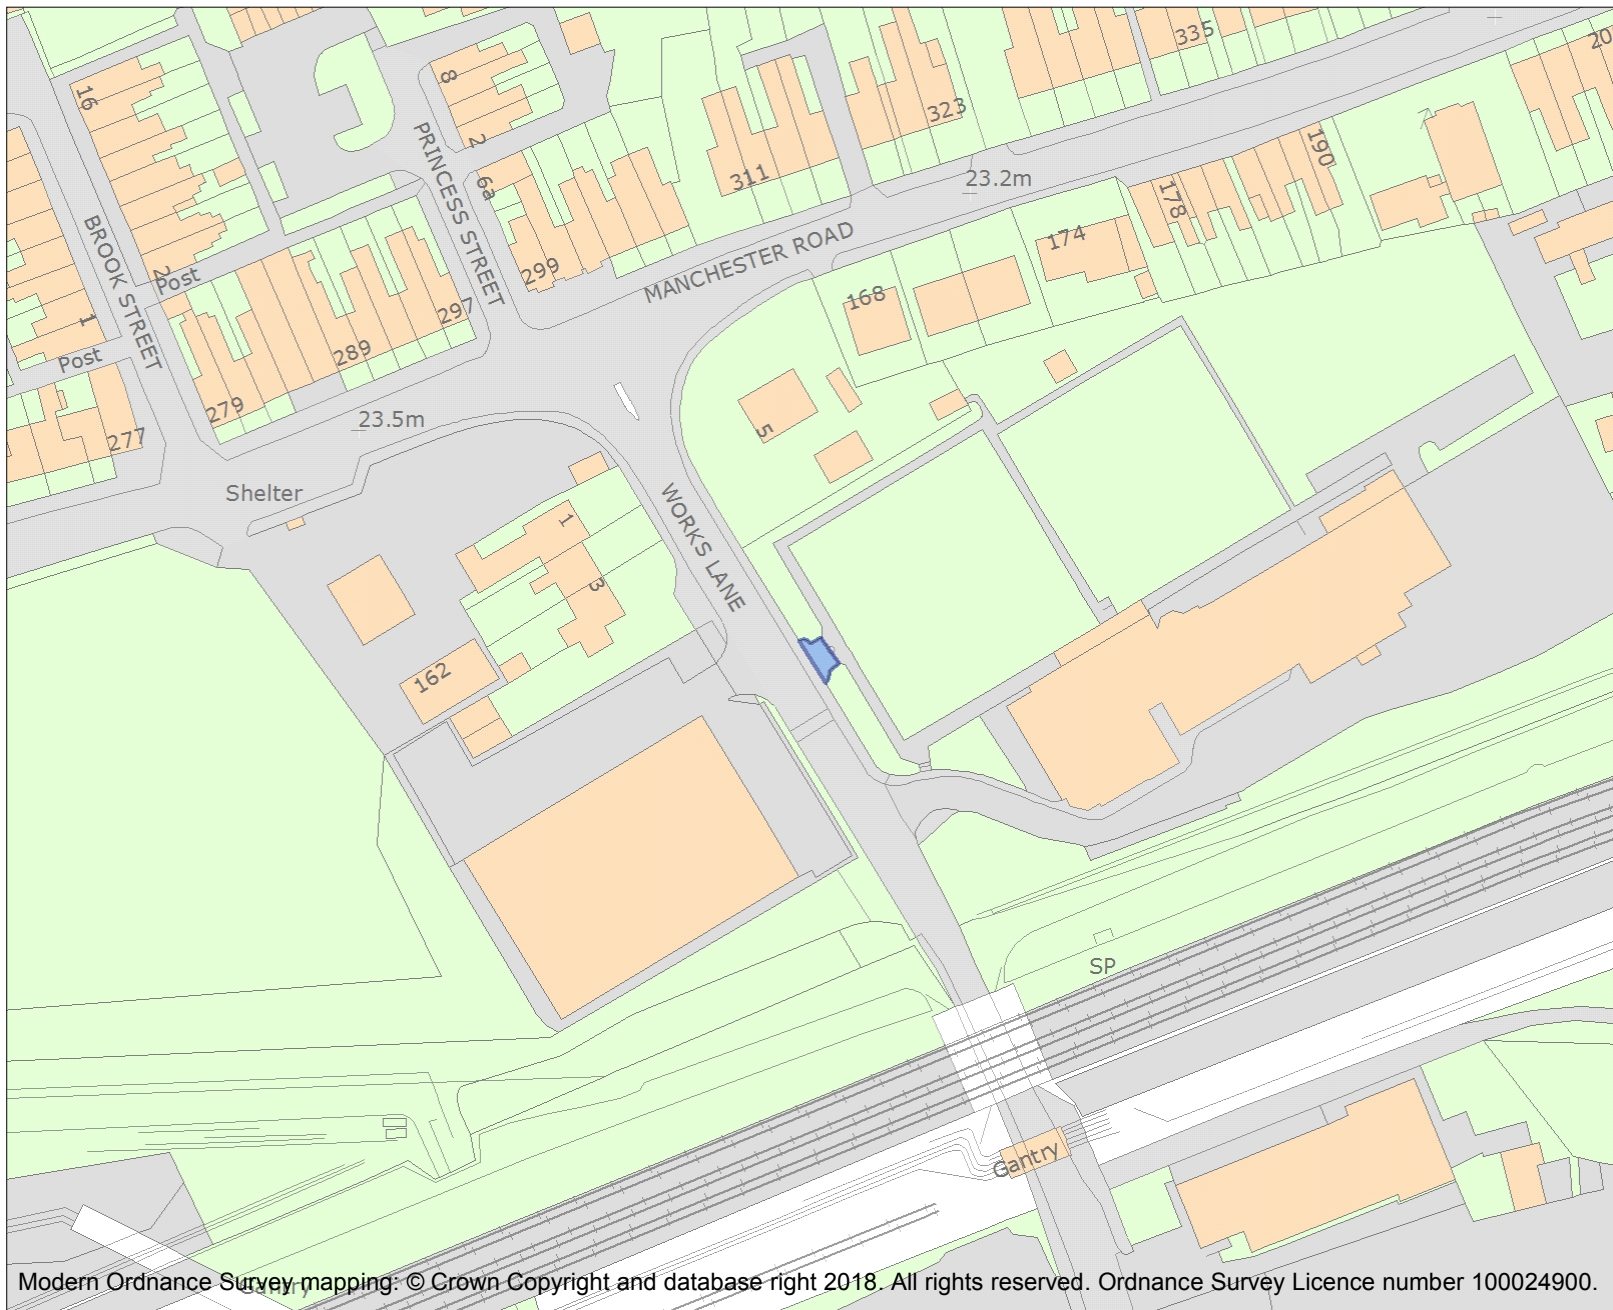 335
20
16
8
323
PRINCESS STREET
2
190
311
6a
23.2m
178
BROOK STREET
MANCHESTER ROAD
174
2
Post
299
168
297
1
Post
289
279
23.5m
5
277
Shelter
WORKS LANE
1
3
162
SP
Gantry
Gantry
Modern Ordnance Survey mapping: © Crown Copyright and database right 2018. All rights reserved. Ordnance Survey Licence number 100024900.